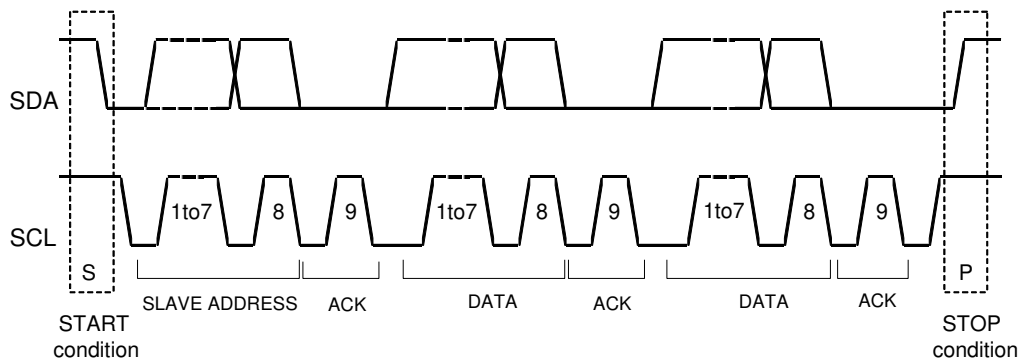 SDA
SCL
1to7 8 9 1to7 8 9 1to7 8 9
S P
SLAVE ADDRESS ACK DATA ACK DATA ACK
START
condition
STOP
condition